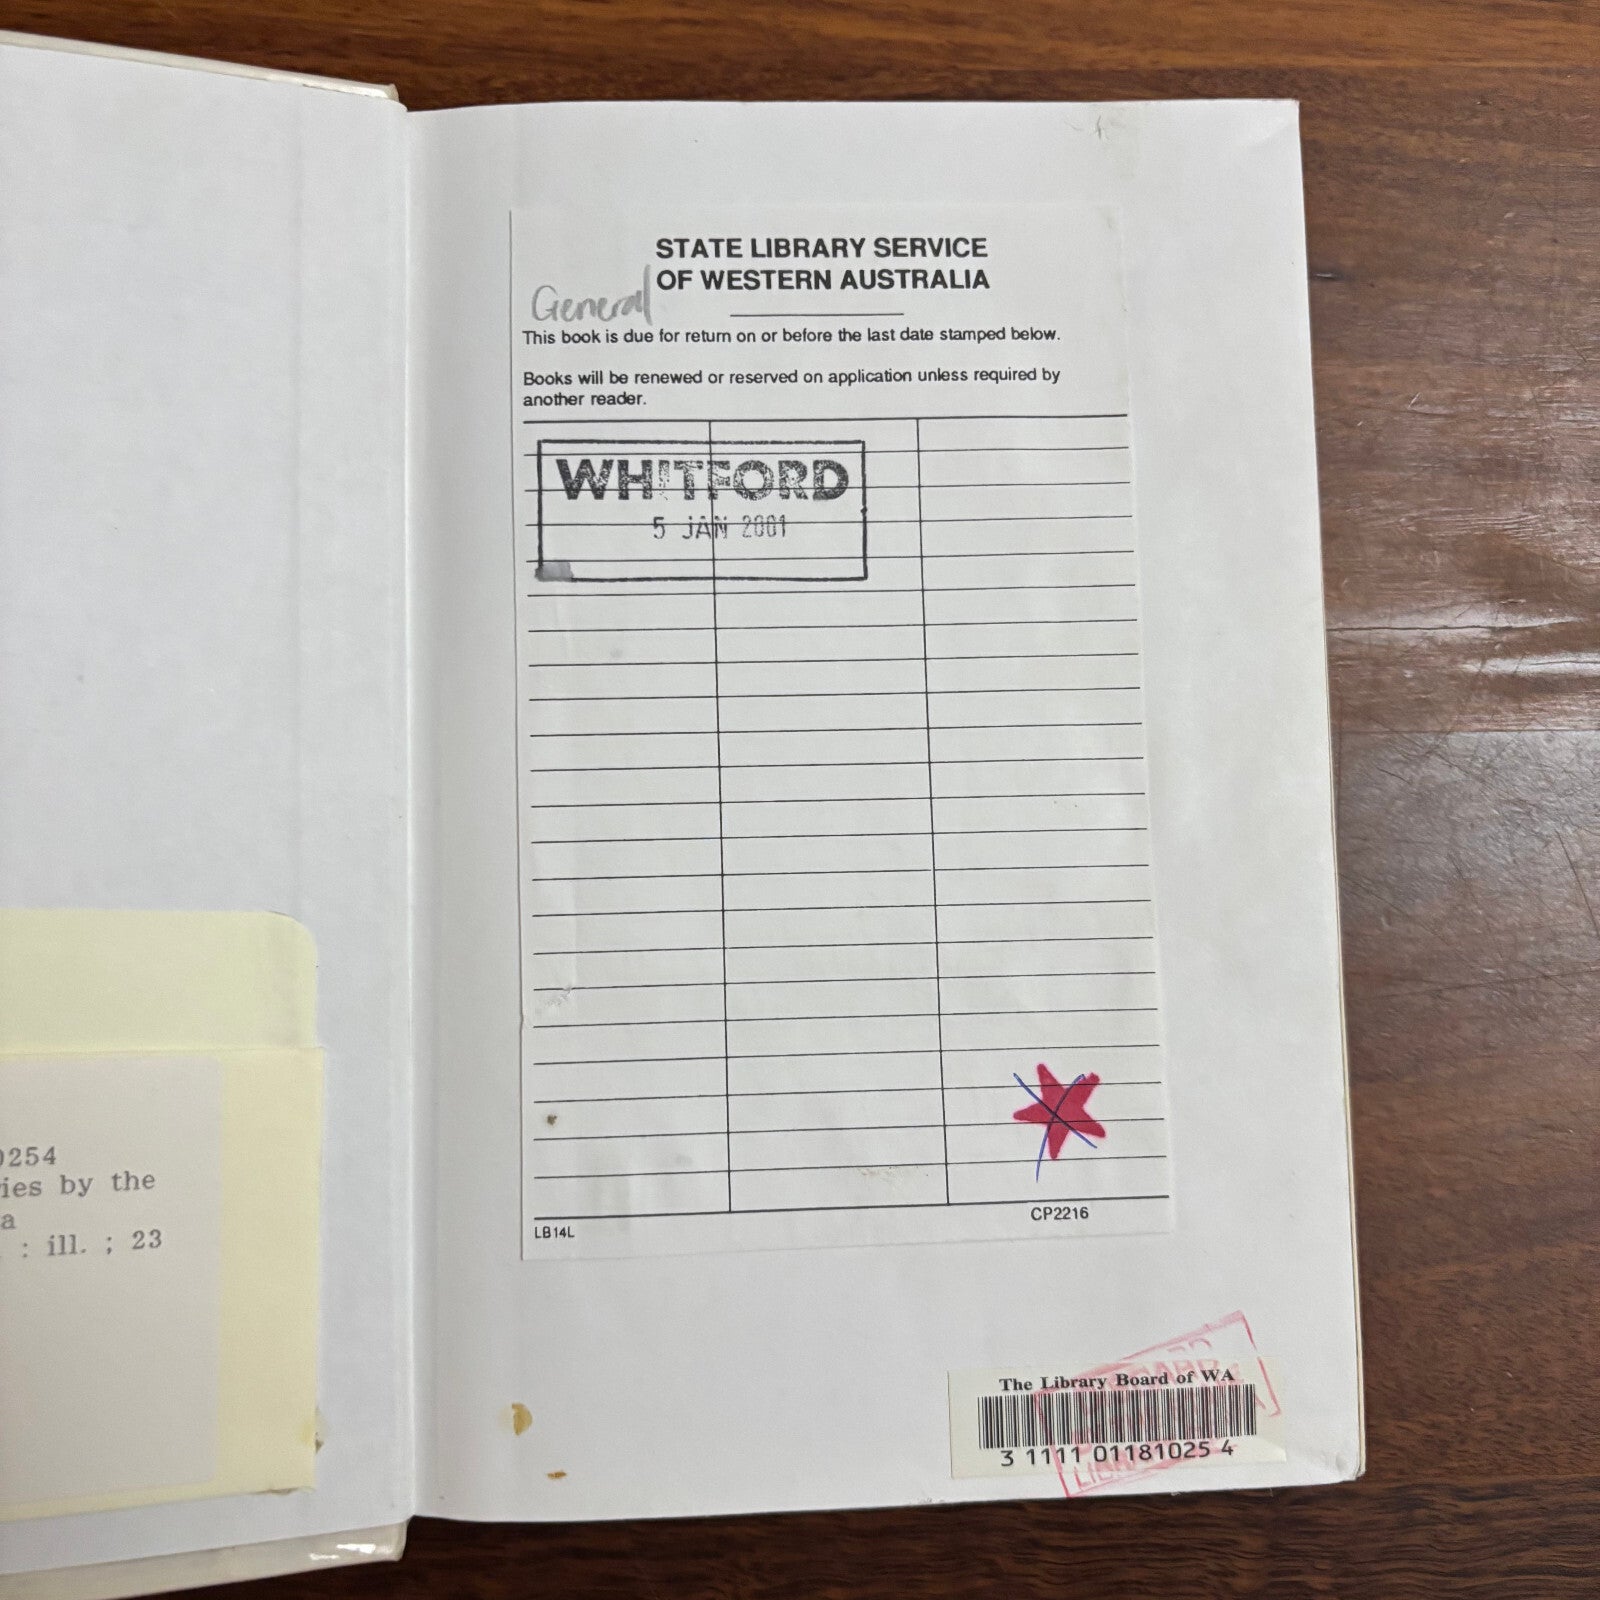 STATE LIBRARY SERVICE
OF WESTERN AUSTRALIA
General
This book is due for return on or before the last date stamped below.
Books will be renewed or reserved on application unless required by
another reader.
WHITFORD
5 JAN 2001
LB14L
CP2216
0254
ies by the
a
: ill. ; 23
The Library Board of WA
3 1111 01181025 4